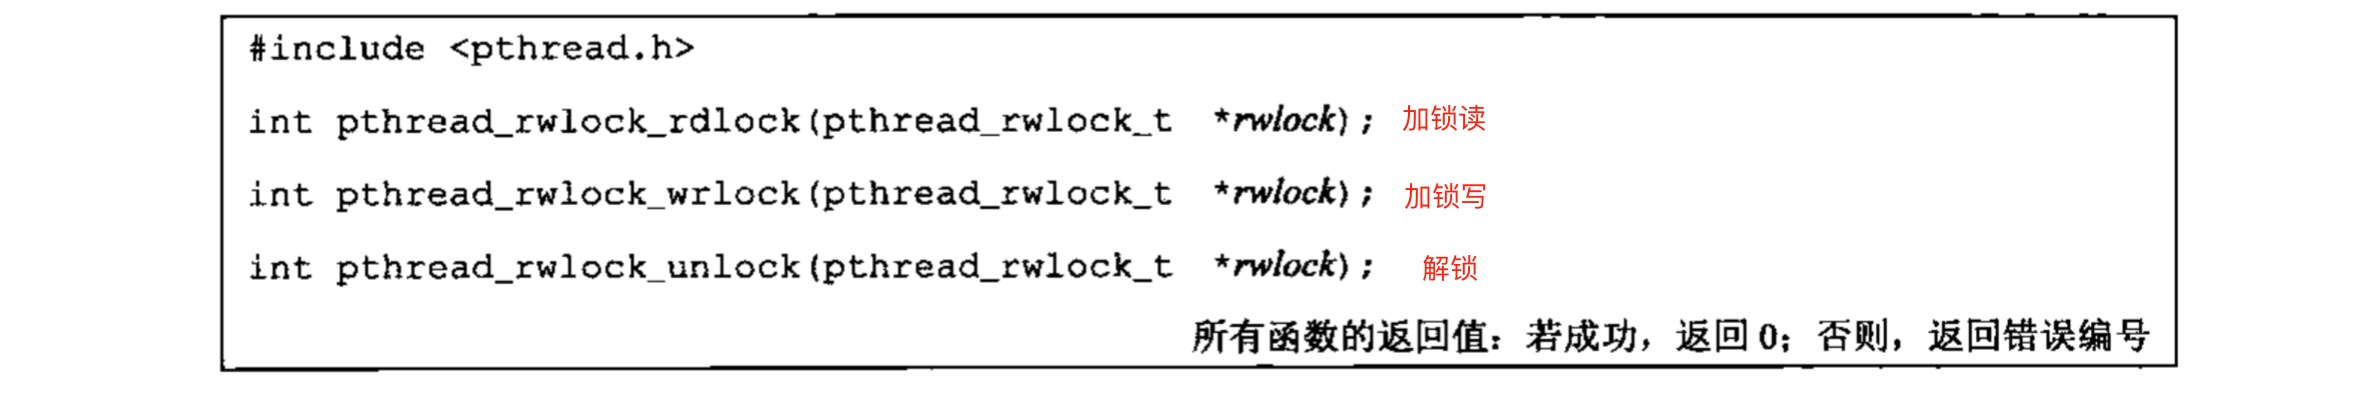 #include <pthread.h>
int pthread_rwlock_rdlock(pthread_rwlock_t *rwlock); 加锁读
int pthread_rwlock_wrlock(pthread_rwlock_t *rwlock); 加锁写
int pthread_rwlock_unlock(pthread_rwlock_t *rwlock); 解锁
所有函数的返回值：若成功，返回 0；否则，返回错误编号